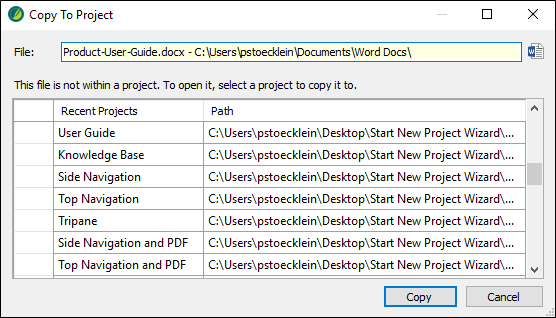 Copy To Project
File: Product-User-Guide.docx - C:\Users\pstoecklein\Documents\Word Docs\
This file is not within a project. To open it, select a project to copy it to.
Recent Projects Path
User Guide C:\Users\pstoecklein\Desktop\Start New Project Wizard\...
Knowledge Base C:\Users\pstoecklein\Desktop\Start New Project Wizard\...
Side Navigation C:\Users\pstoecklein\Desktop\Start New Project Wizard\...
Top Navigation C:\Users\pstoecklein\Desktop\Start New Project Wizard\...
Tripane C:\Users\pstoecklein\Desktop\Start New Project Wizard\...
Side Navigation and PDF C:\Users\pstoecklein\Desktop\Start New Project Wizard\...
Top Navigation and PDF C:\Users\pstoecklein\Desktop\Start New Project Wizard\...
Copy Cancel